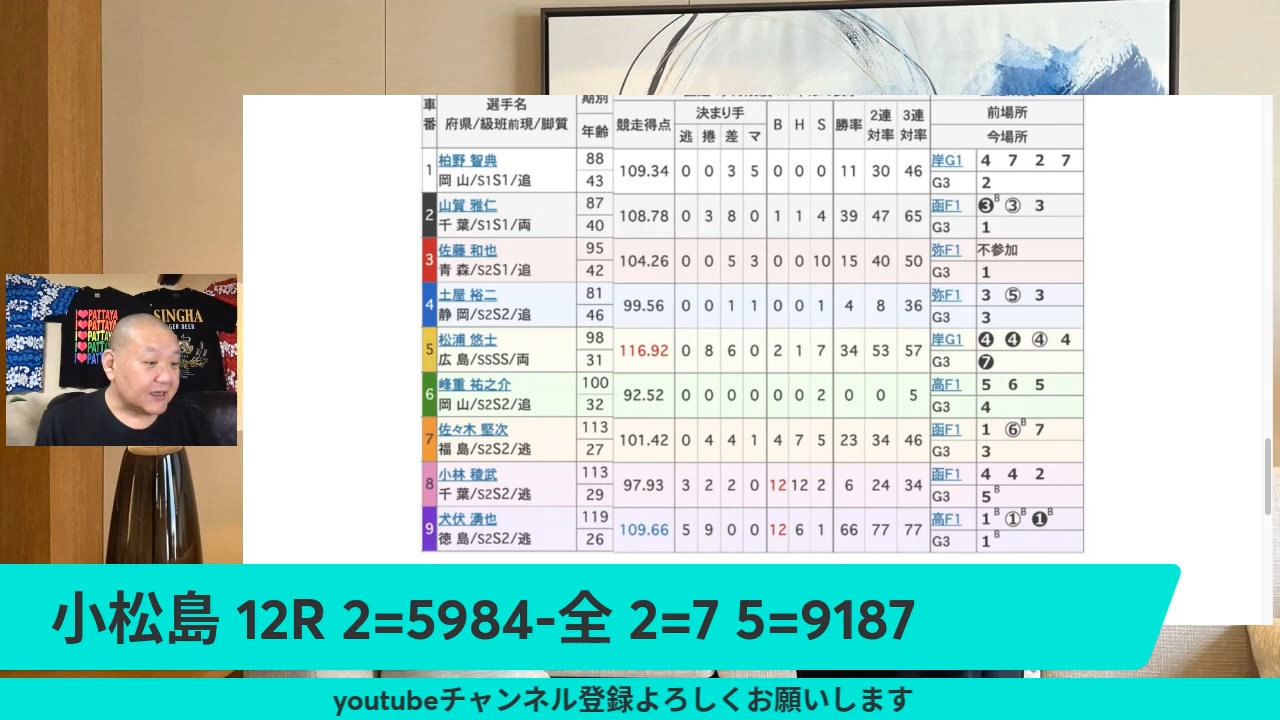 車番 選手名 期別 競走得点 決まり手 B H S 勝率 2連対率 3連対率 前場所
府県/級班前現/脚質 年齢 逃 捲 差 マ 今場所
1 柏野 智典 88 109.34 0 0 3 5 0 0 0 11 30 46 岸G1 4 7 2 7
岡 山/S1S1/追 43 G3 2
2 山賀 雅仁 87 108.78 0 3 8 0 1 1 4 39 47 65 函F1 ❸B ③ 3
千 葉/S1S1/両 40 G3 1
3 佐藤 和也 95 104.26 0 0 5 3 0 0 10 15 40 50 弥F1 不参加
青 森/S2S1/追 42 G3 1
4 土屋 裕二 81 99.56 0 0 1 1 0 0 1 4 8 36 弥F1 3 ⑤ 3
静 岡/S2S2/追 46 G3 3
5 松浦 悠士 98 116.92 0 8 6 0 2 1 7 34 53 57 岸G1 ❹ ❹ ④ 4
広 島/SSSS/両 31 G3 ❼
6 峰重 祐之介 100 92.52 0 0 0 0 0 0 2 0 0 5 高F1 5 6 5
岡 山/S2S2/追 32 G3 4
7 佐々木 堅次 113 101.42 0 4 4 1 4 7 5 23 34 46 函F1 1 ⑥B 7
福 島/S2S2/逃 27 G3 3
8 小林 稜武 113 97.93 3 2 2 0 12 12 2 6 24 34 函F1 4 4 2
千 葉/S2S2/逃 29 G3 5B
9 犬伏 湧也 119 109.66 5 9 0 0 12 6 1 66 77 77 高F1 1B ①B ❶B
徳 島/S2S2/逃 26 G3 1B
I❤PATTAYA
I❤PATTAYA
I❤PATTAYA
SINGHA
小松島 12R 2=5984-全 2=7 5=9187
youtubeチャンネル登録よろしくお願いします